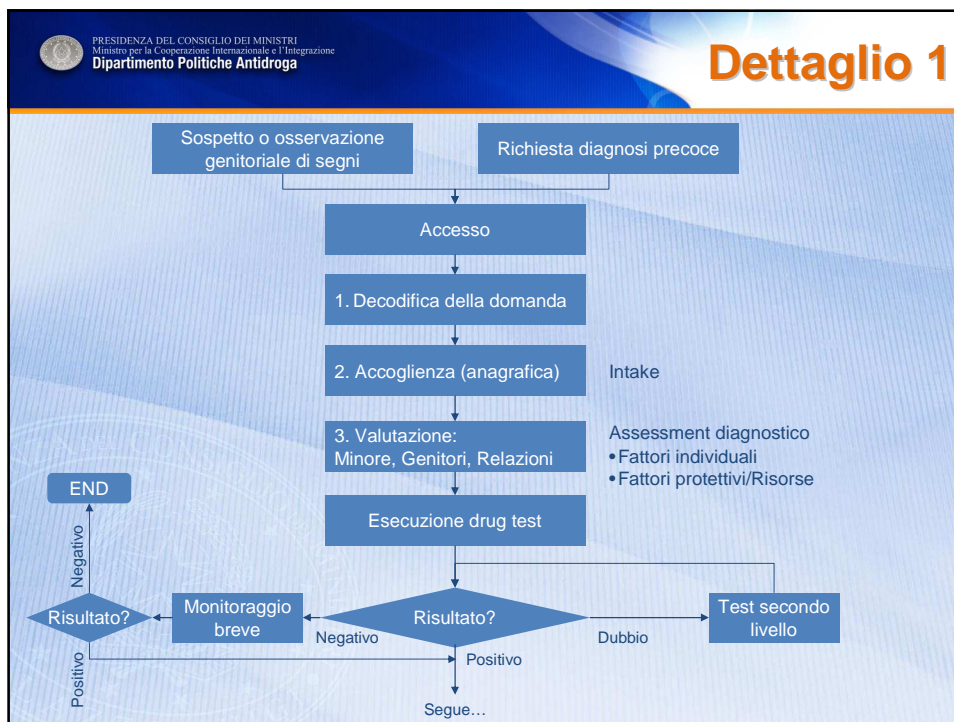 PRESIDENZA DEL CONSIGLIO DEI MINISTRI
Ministro per la Cooperazione Internazionale e l'Integrazione
Dipartimento Politiche Antidroga
Dettaglio 1
Sospetto o osservazione
genitoriale di segni
Richiesta diagnosi precoce
Accesso
1. Decodifica della domanda
2. Accoglienza (anagrafica)
Intake
3. Valutazione:
Minore, Genitori, Relazioni
Assessment diagnostico
•Fattori individuali
•Fattori protettivi/Risorse
END
Esecuzione drug test
Negativo
Risultato?
Monitoraggio
breve
Negativo
Risultato?
Dubbio
Test secondo
livello
Positivo
Positivo
Segue…